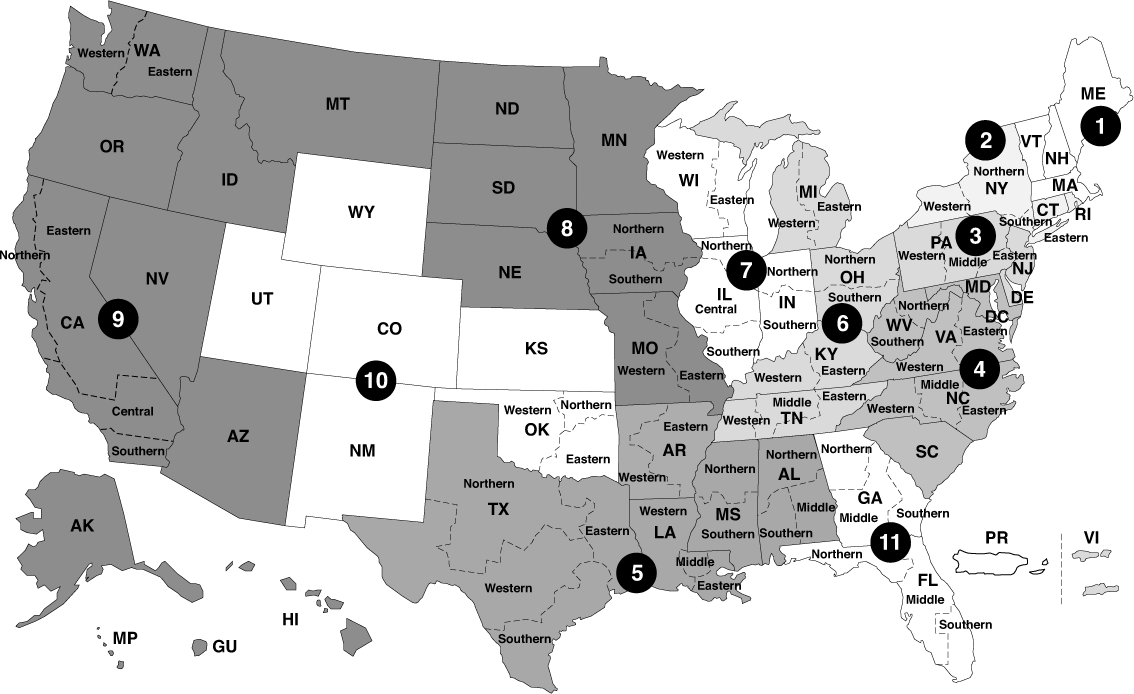 WA
Western
Eastern
MT
ND
MN
ME
1
2
VT
NH
OR
ID
SD
WY
Western
WI
Eastern
MI
Eastern
Western
Northern
NY
Western
MA
CT
RI
Southern
Eastern
Eastern
Northern
NV
8
Northern
IA
Southern
NE
Northern
7
IL
Central
Southern
Northern
IN
Southern
Northern
OH
Southern
PA
3
Western
Middle
Eastern
NJ
MD
DE
DC
UT
CO
KS
MO
Western
Eastern
6
KY
Western
Eastern
Northern
WV
Southern
VA
Eastern
Western
4
CA
9
10
Central
Southern
AZ
NM
Western
Northern
OK
Eastern
Eastern
AR
Western
Middle
Eastern
Western
TN
Western
Middle
NC
Eastern
SC
Northern
TX
Eastern
Western
Southern
Western
LA
Middle
Eastern
5
Northern
MS
Southern
Northern
AL
Middle
Southern
Northern
GA
Middle
Southern
11
Northern
FL
Middle
Southern
AK
MP
GU
HI
PR
VI